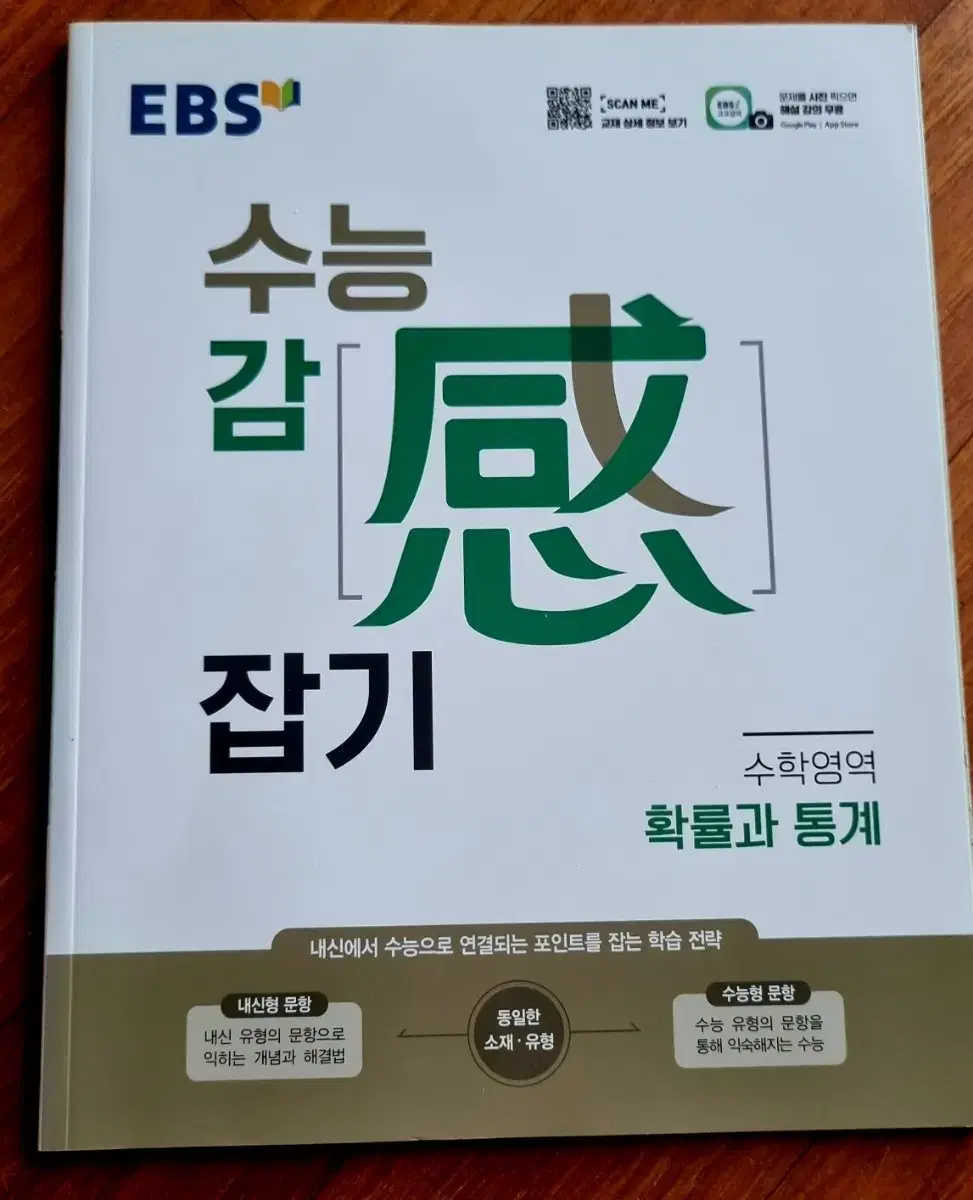 EBS
SCAN ME
교재 상세 정보 보기
EBSi
문제를 사진 찍으면
해설 강의 무료
Google Play | App Store
수능
감
[感]
잡기
수학영역
확률과 통계
내신에서 수능으로 연결되는 포인트를 잡는 학습 전략
내신형 문항
내신 유형의 문항으로
익히는 개념과 해결법
동일한
소재·유형
수능형 문항
수능 유형의 문항을
통해 익숙해지는 수능